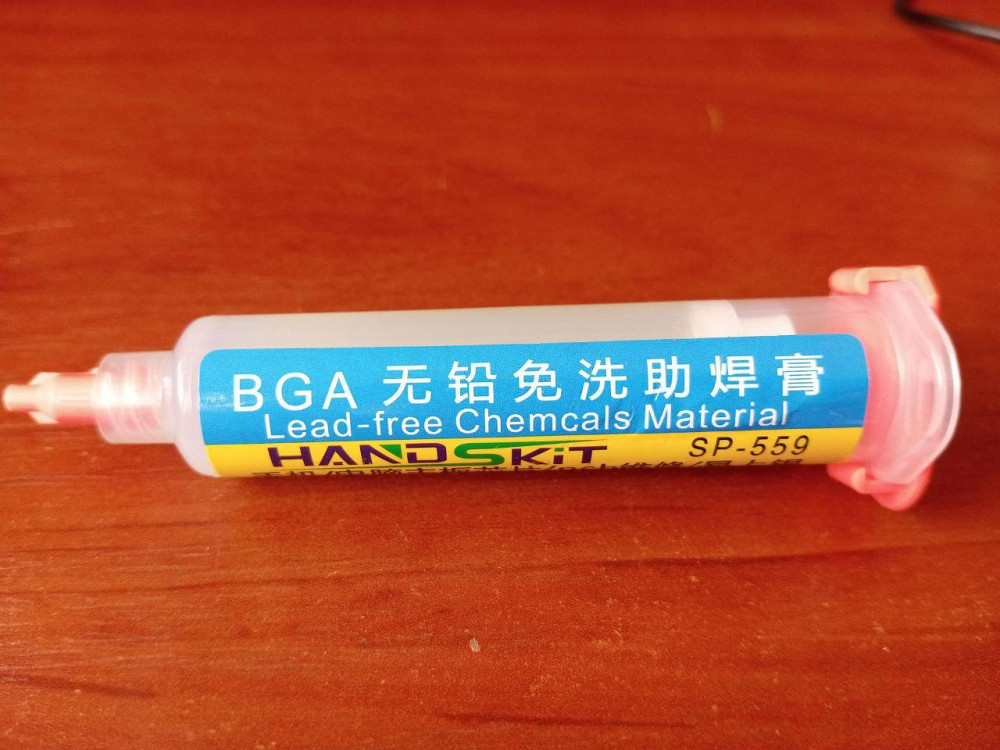 BGA 无铅免洗助焊膏
Lead-free Chemcals Material
HANDSKiT SP-559